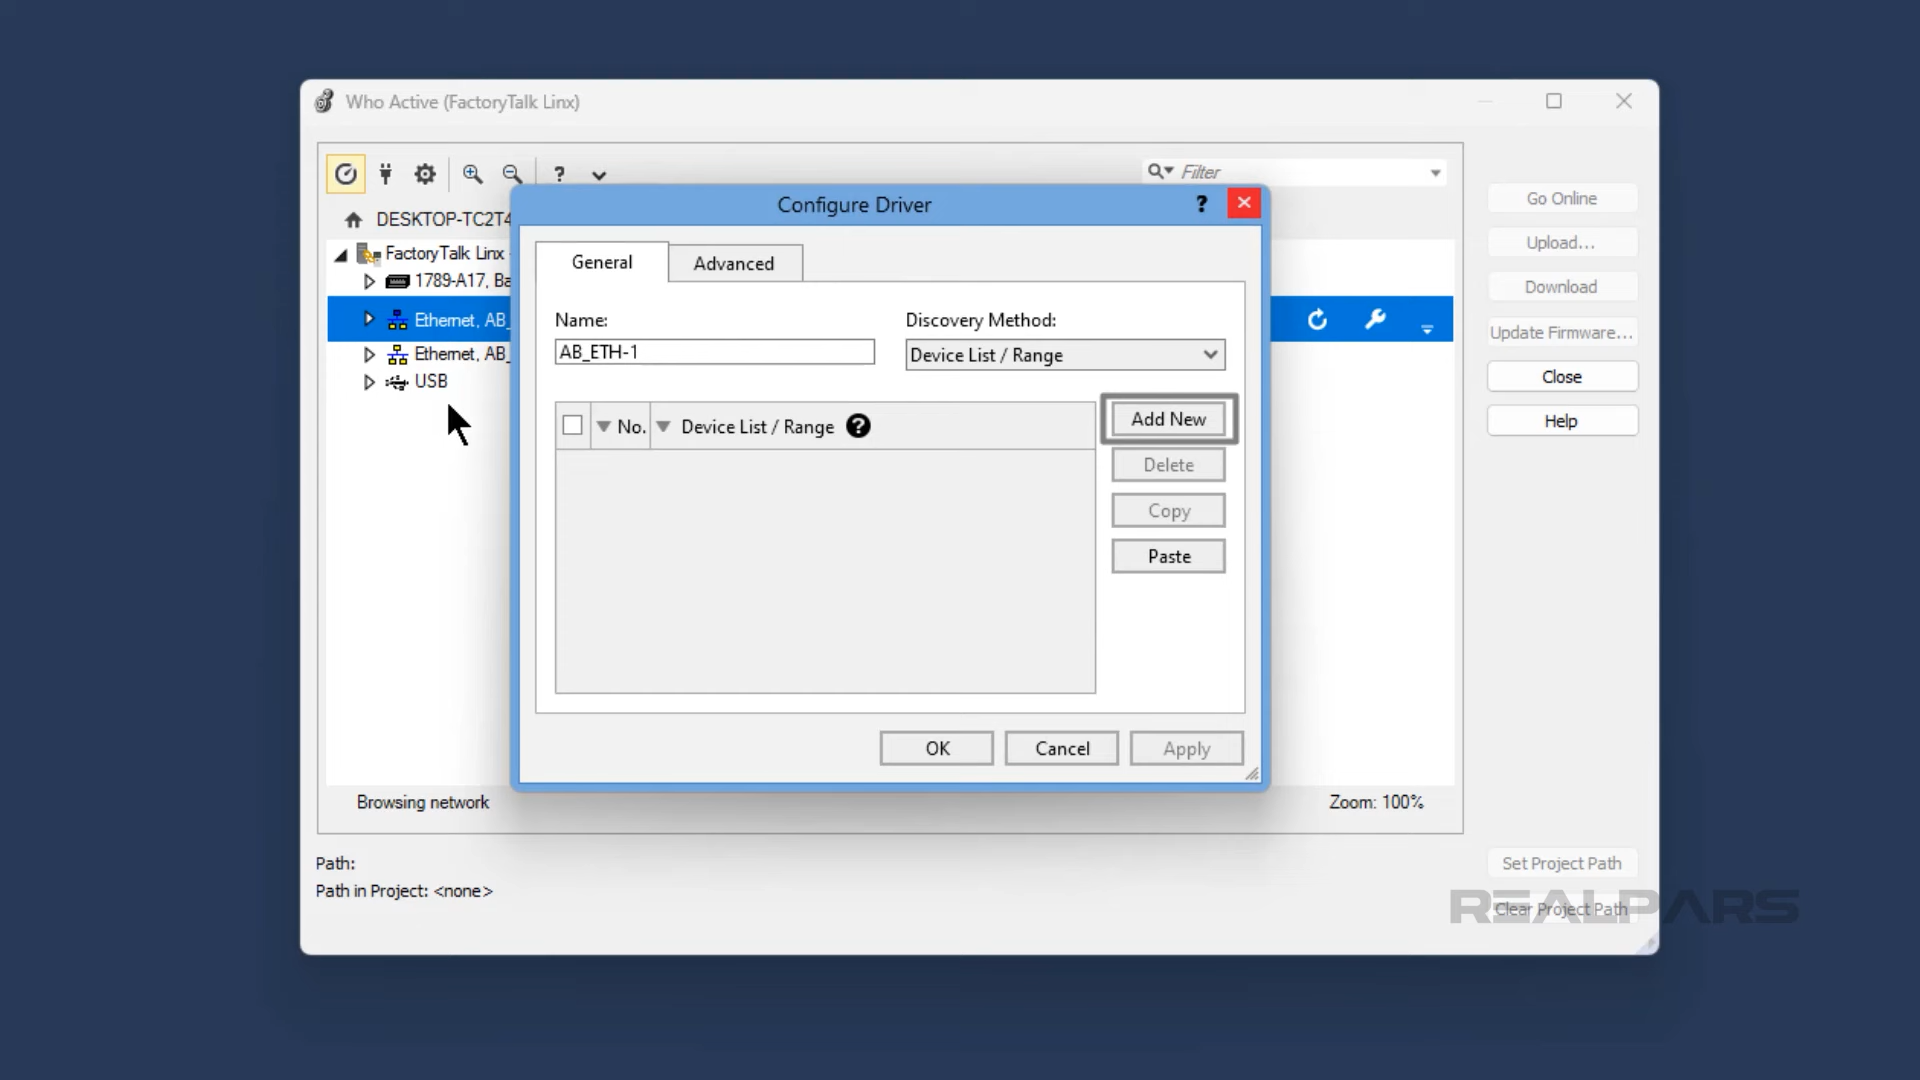 Who Active (FactoryTalk Linx)
? Filter
DESKTOP-TC2T4
FactoryTalk Linx -
1789-A17, Ba
Ethernet, AB_
Ethernet, AB_
USB
Configure Driver ?
General Advanced
Name: Discovery Method:
AB_ETH-1 Device List / Range
No. Device List / Range ?
Add New
Delete
Copy
Paste
OK Cancel Apply
Go Online
Upload...
Download
Update Firmware...
Close
Help
Browsing network Zoom: 100%
Path:
Path in Project: <none>
Set Project Path
Clear Project Path
REALPARS